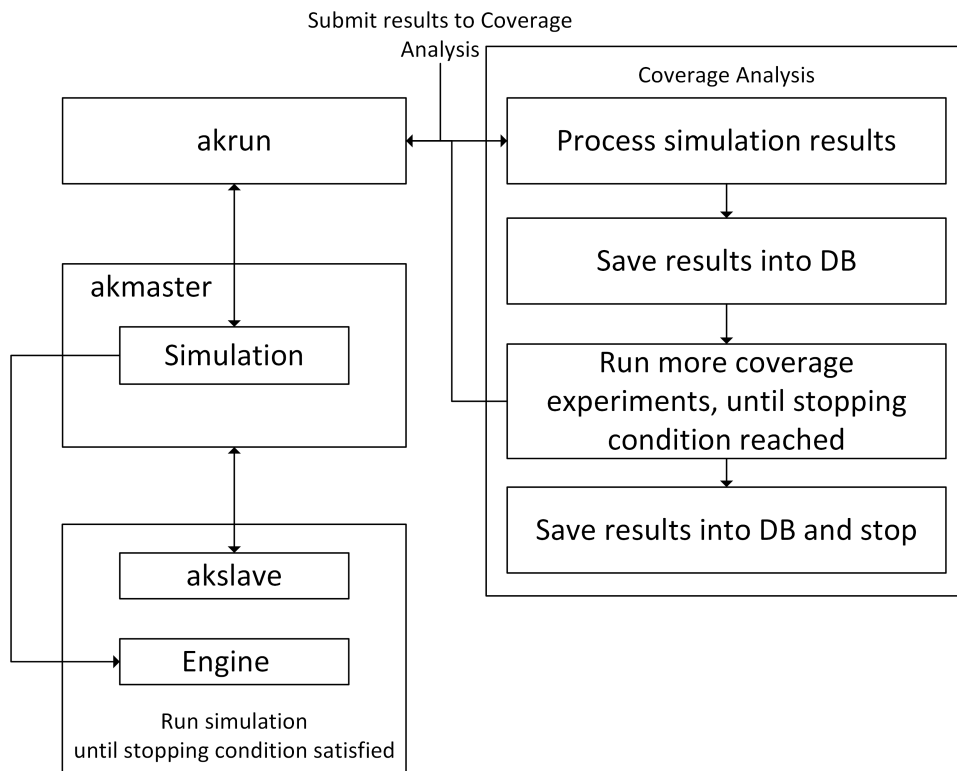 Submit results to Coverage
Analysis
Coverage Analysis
akrun
Process simulation results
Save results into DB
akmaster
Simulation
Run more coverage
experiments, until stopping
condition reached
Save results into DB and stop
akslave
Engine
Run simulation
until stopping condition satisfied